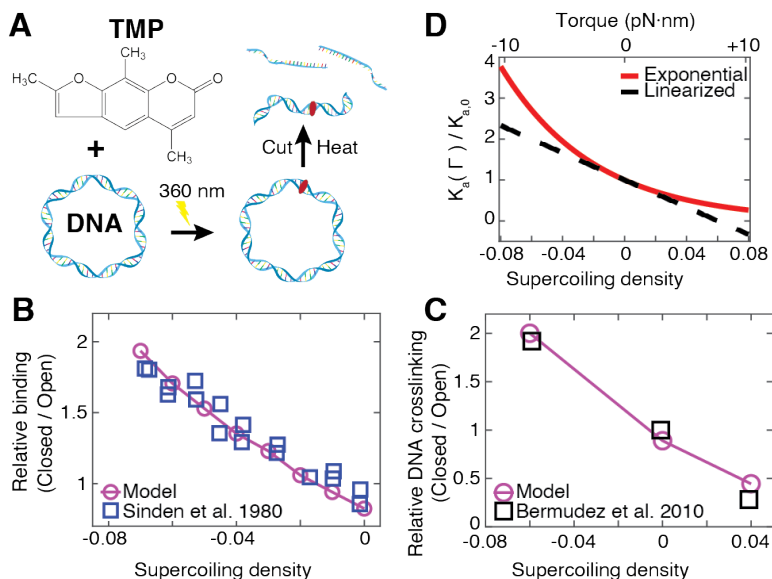 A
TMP
CH₃
H₃C
O
O
O
CH₃
+
DNA
360 nm
Cut
Heat
D
Torque (pN·nm)
-10
0
+10
4
3
2
1
0
Kₐ(Γ) / Kₐ,₀
Exponential
Linearized
-0.08
-0.04
0
0.04
0.08
Supercoiling density
B
2
1.5
1
Relative binding
(Closed / Open)
Model
Sinden et al. 1980
-0.08
-0.04
0
Supercoiling density
C
2
1.5
1
0.5
0
Relative DNA crosslinking
(Closed / Open)
Model
Bermudez et al. 2010
-0.08
-0.04
0
0.04
Supercoiling density